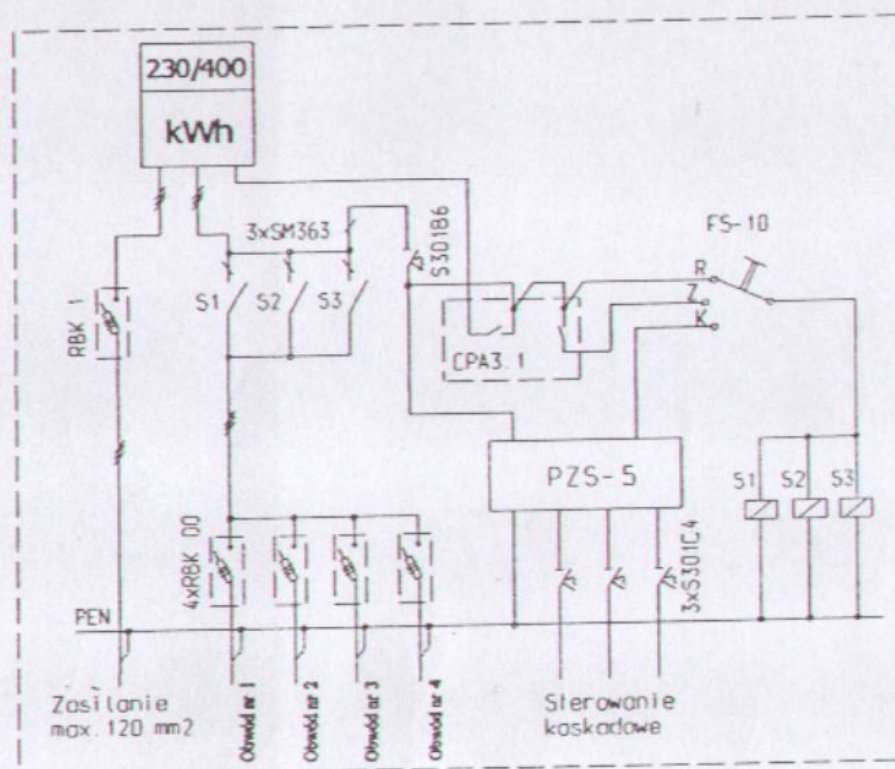 230/400
kWh
3xSM363
S301B6
FS-10
R
Z
K
RBK 1
S1
S2
S3
CPA3.1
PZS-5
S1
S2
S3
4xRBK 00
3xS301C4
PEN
Zasilanie
max.120 mm2
Obwód nr 1
Obwód nr 2
Obwód nr 3
Obwód nr 4
Sterowanie
kaskadowe